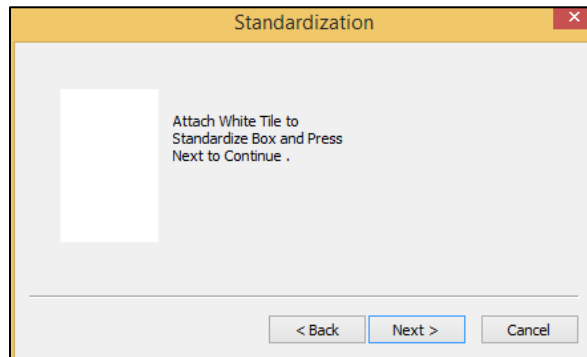 Standardization
Attach White Tile to
Standardize Box and Press
Next to Continue .
< Back Next > Cancel